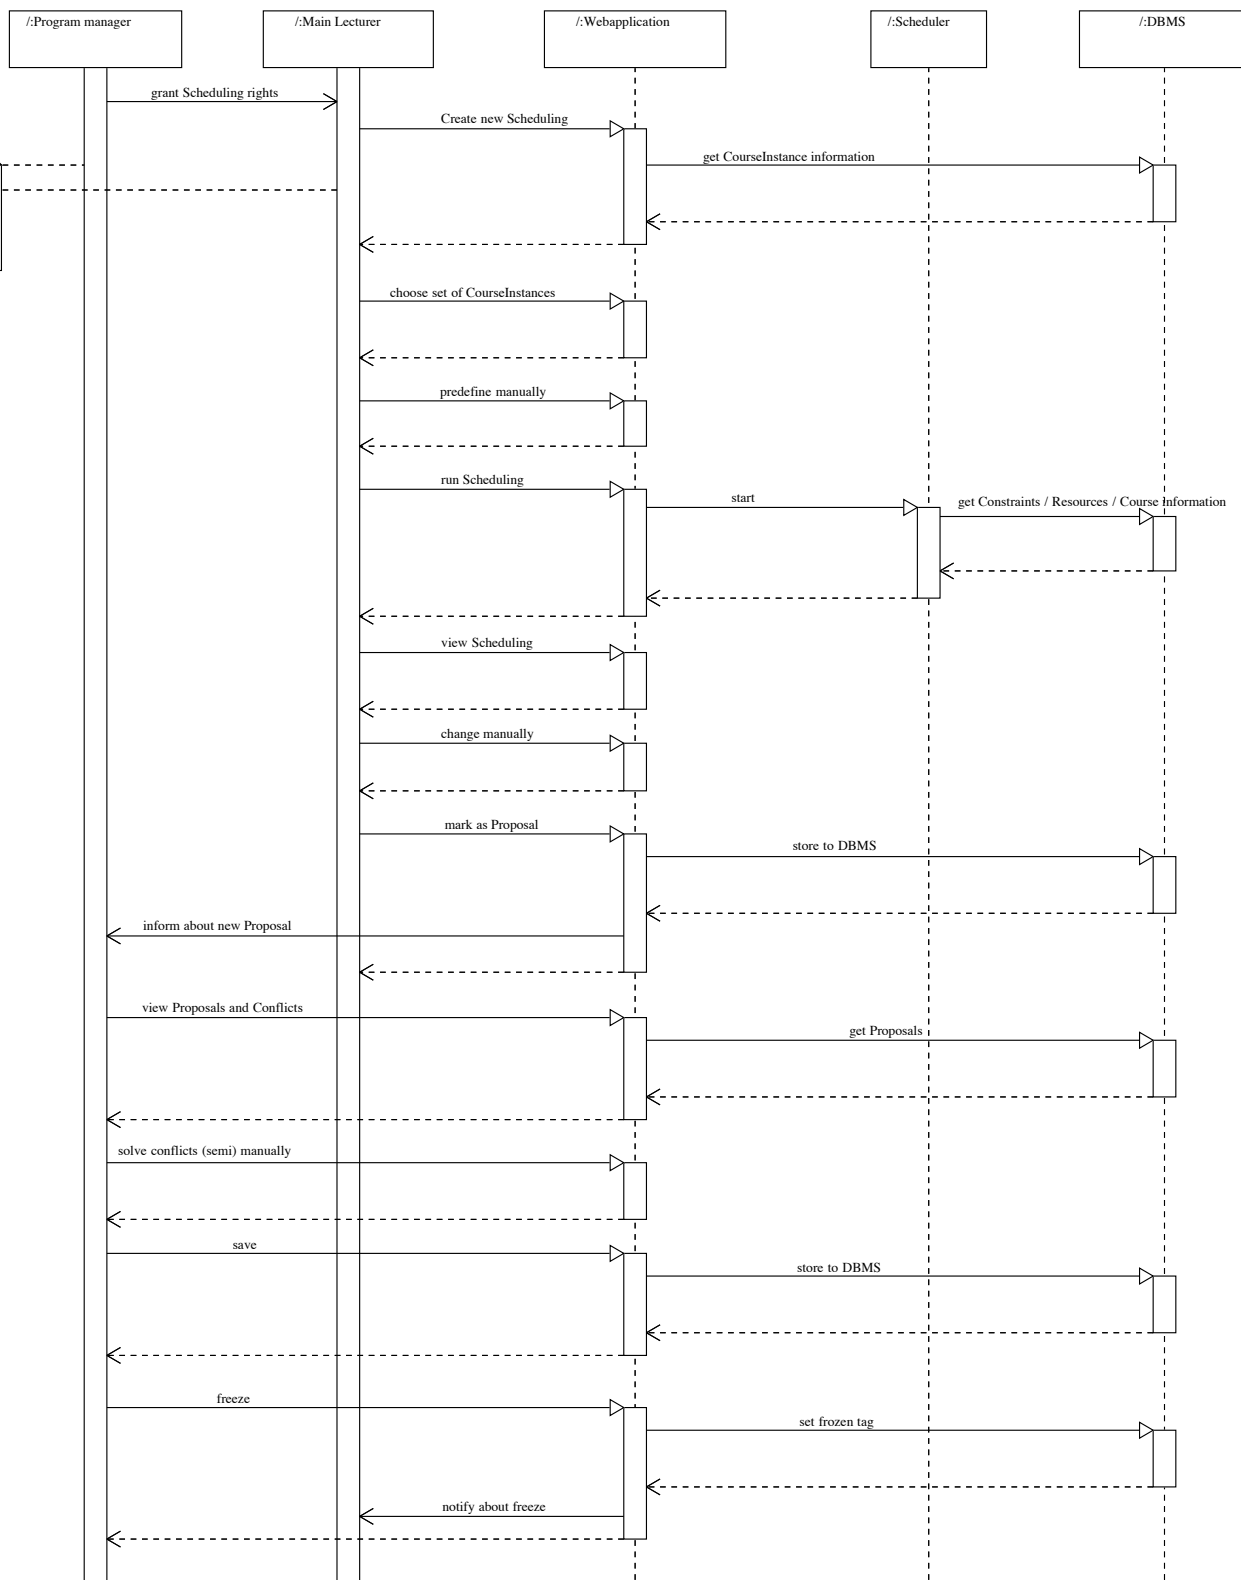 /:Program manager
/:Main Lecturer
/:Webapplication
/:Scheduler
/:DBMS
grant Scheduling rights
Create new Scheduling
get CourseInstance information
choose set of CourseInstances
predefine manually
run Scheduling
start
get Constraints / Resources / Course information
view Scheduling
change manually
mark as Proposal
store to DBMS
inform about new Proposal
view Proposals and Conflicts
get Proposals
solve conflicts (semi) manually
save
store to DBMS
freeze
set frozen tag
notify about freeze